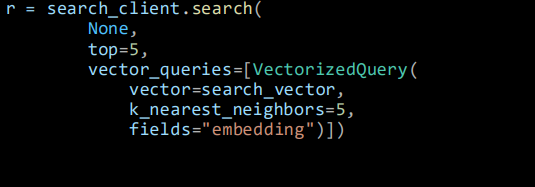 r = search_client.search(
        None,
        top=5,
        vector_queries=[VectorizedQuery(
            vector=search_vector,
            k_nearest_neighbors=5,
            fields="embedding")])